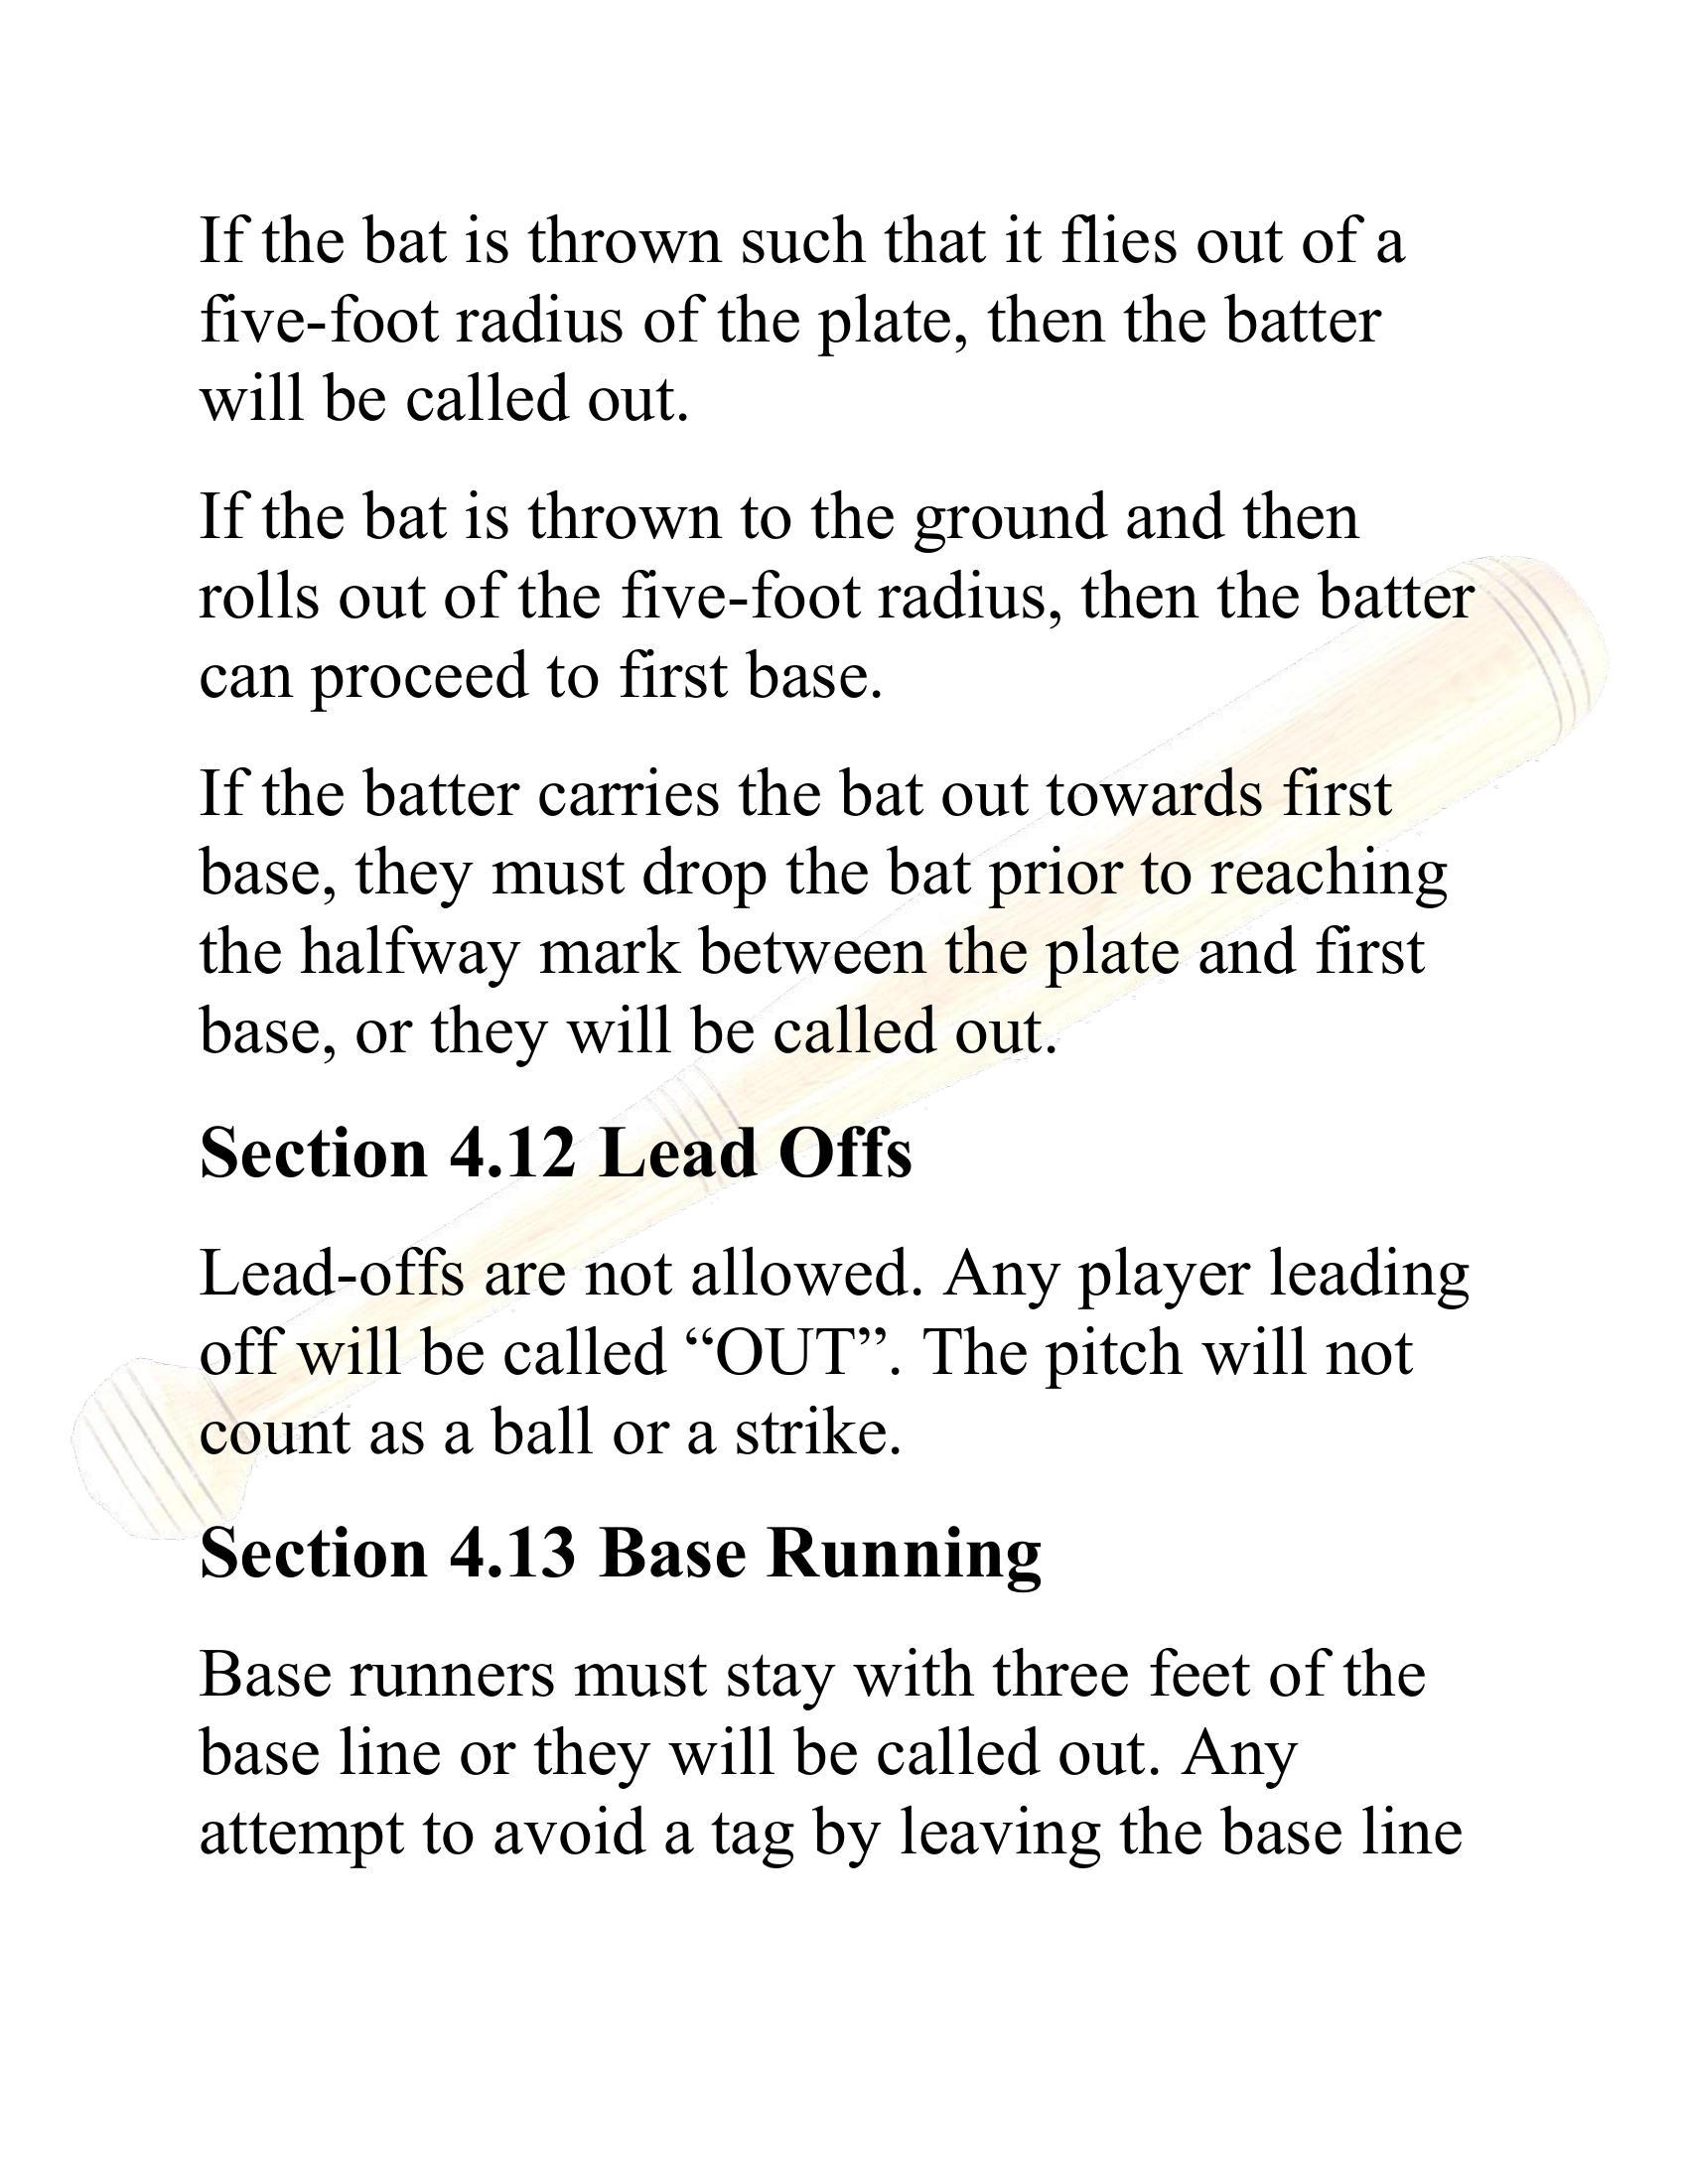 If the bat is thrown such that it flies out of a
five-foot radius of the plate, then the batter
will be called out.
If the bat is thrown to the ground and then
rolls out of the five-foot radius, then the batter
can proceed to first base.
If the batter carries the bat out towards first
base, they must drop the bat prior to reaching
the halfway mark between the plate and first
base, or they will be called out.
Section 4.12 Lead Offs
Lead-offs are not allowed. Any player leading
off will be called “OUT”. The pitch will not
count as a ball or a strike.
Section 4.13 Base Running
Base runners must stay with three feet of the
base line or they will be called out. Any
attempt to avoid a tag by leaving the base line